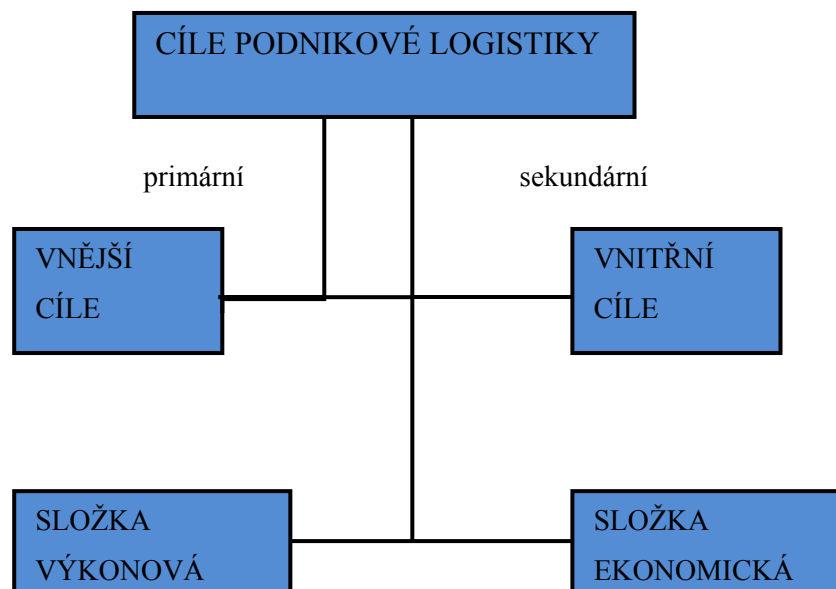 CÍLE PODNIKOVÉ LOGISTIKY
primární
sekundární
VNĚJŠÍ
CÍLE
VNITŘNÍ
CÍLE
SLOŽKA
VÝKONOVÁ
SLOŽKA
EKONOMICKÁ